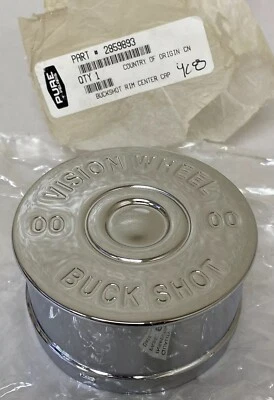 PURE
PART # 2859893
QTY 1
COUNTRY OF ORIGIN CN
BUCKSHOT RIM CENTER CAP
VISION WHEEL
00 00
BUCK SHOT